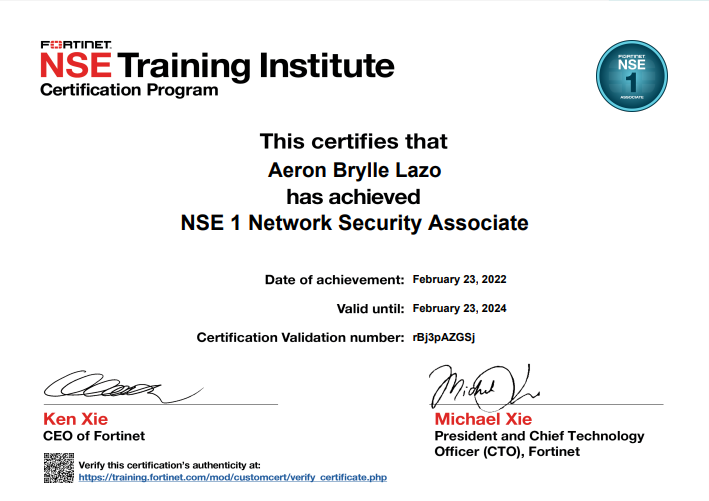 FORTINET
NSE Training Institute
Certification Program
FORTINET
NSE
1
ASSOCIATE
This certifies that
Aeron Brylle Lazo
has achieved
NSE 1 Network Security Associate
Date of achievement: February 23, 2022
Valid until: February 23, 2024
Certification Validation number: rBj3pAZGSj
Ken Xie
CEO of Fortinet
Michael Xie
President and Chief Technology
Officer (CTO), Fortinet
Verify this certification's authenticity at:
https://training.fortinet.com/mod/customcert/verify_certificate.php